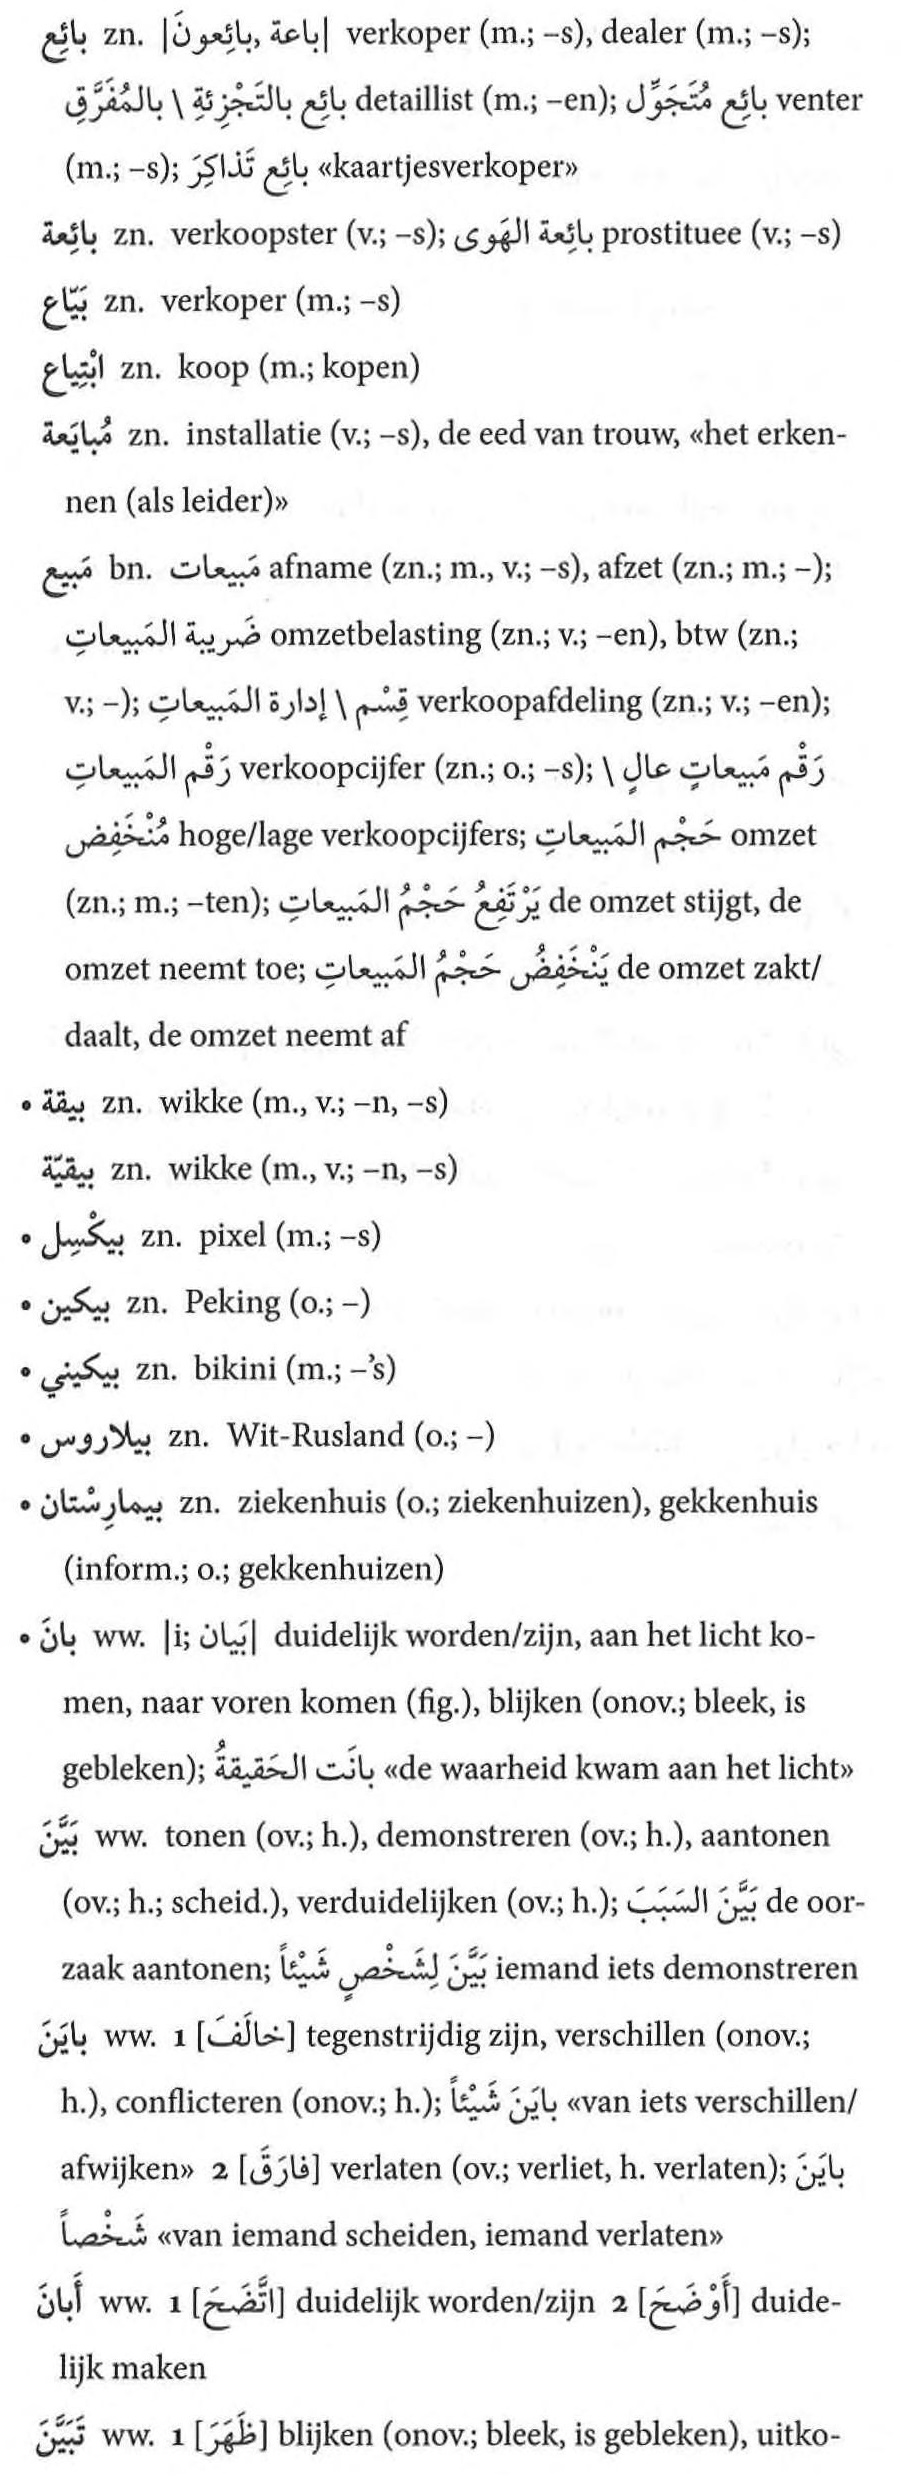 بائِع zn. |باعة, بائِعونَ| verkoper (m.; –s), dealer (m.; –s);
بائِع بالتَجْزِئةِ \ بالمُفَرَّقِ detaillist (m.; –en); بائِع مُتَجَوِّل venter
(m.; –s); بائِع تَذاكِرَ «kaartjesverkoper»
بائِعة zn. verkoopster (v.; –s); بائِعة الهَوى prostituee (v.; –s)
بَيّاع zn. verkoper (m.; –s)
ابْتِياع zn. koop (m.; kopen)
مُبايَعة zn. installatie (v.; –s), de eed van trouw, «het erken-
nen (als leider)»
مَبيع bn. مَبيعات afname (zn.; m., v.; –s), afzet (zn.; m.; –);
ضَريبة المَبيعاتِ omzetbelasting (zn.; v.; –en), btw (zn.;
v.; –); قِسْم \ إدارة المَبيعاتِ verkoopafdeling (zn.; v.; –en);
رَقْم المَبيعاتِ verkoopcijfer (zn.; o.; –s); رَقْم مَبيعاتٍ عالٍ \
مُنْخَفِض hoge/lage verkoopcijfers; حَجْم المَبيعاتِ omzet
(zn.; m.; –ten); يَرْتَفِعُ حَجْمُ المَبيعاتِ de omzet stijgt, de
omzet neemt toe; يَنْخَفِضُ حَجْمُ المَبيعاتِ de omzet zakt/
daalt, de omzet neemt af
• بيقة zn. wikke (m., v.; –n, –s)
بيقيّة zn. wikke (m., v.; –n, –s)
• بيكْسِل zn. pixel (m.; –s)
• بيكين zn. Peking (o.; –)
• بيكيني zn. bikini (m.; –’s)
• بيلاروس zn. Wit-Rusland (o.; –)
• بيمارِسْتان zn. ziekenhuis (o.; ziekenhuizen), gekkenhuis
(inform.; o.; gekkenhuizen)
• بانَ ww. |i; بَيان| duidelijk worden/zijn, aan het licht ko-
men, naar voren komen (fig.), blijken (onov.; bleek, is
gebleken); بانَت الحَقيقةُ «de waarheid kwam aan het licht»
بَيَّنَ ww. tonen (ov.; h.), demonstreren (ov.; h.), aantonen
(ov.; h.; scheid.), verduidelijken (ov.; h.); بَيَّنَ السَبَبَ de oor-
zaak aantonen; بَيَّنَ لِشَخْصٍ شَيْئاً iemand iets demonstreren
بايَنَ ww. 1 [خالَفَ] tegenstrijdig zijn, verschillen (onov.;
h.), conflicteren (onov.; h.); بايَنَ شَيْئاً «van iets verschillen/
afwijken» 2 [فارَقَ] verlaten (ov.; verliet, h. verlaten); بايَنَ
شَخْصاً «van iemand scheiden, iemand verlaten»
أَبانَ ww. 1 [اتَّضَحَ] duidelijk worden/zijn 2 [أَوْضَحَ] duide-
lijk maken
تَبَيَّنَ ww. 1 [ظَهَرَ] blijken (onov.; bleek, is gebleken), uitko-